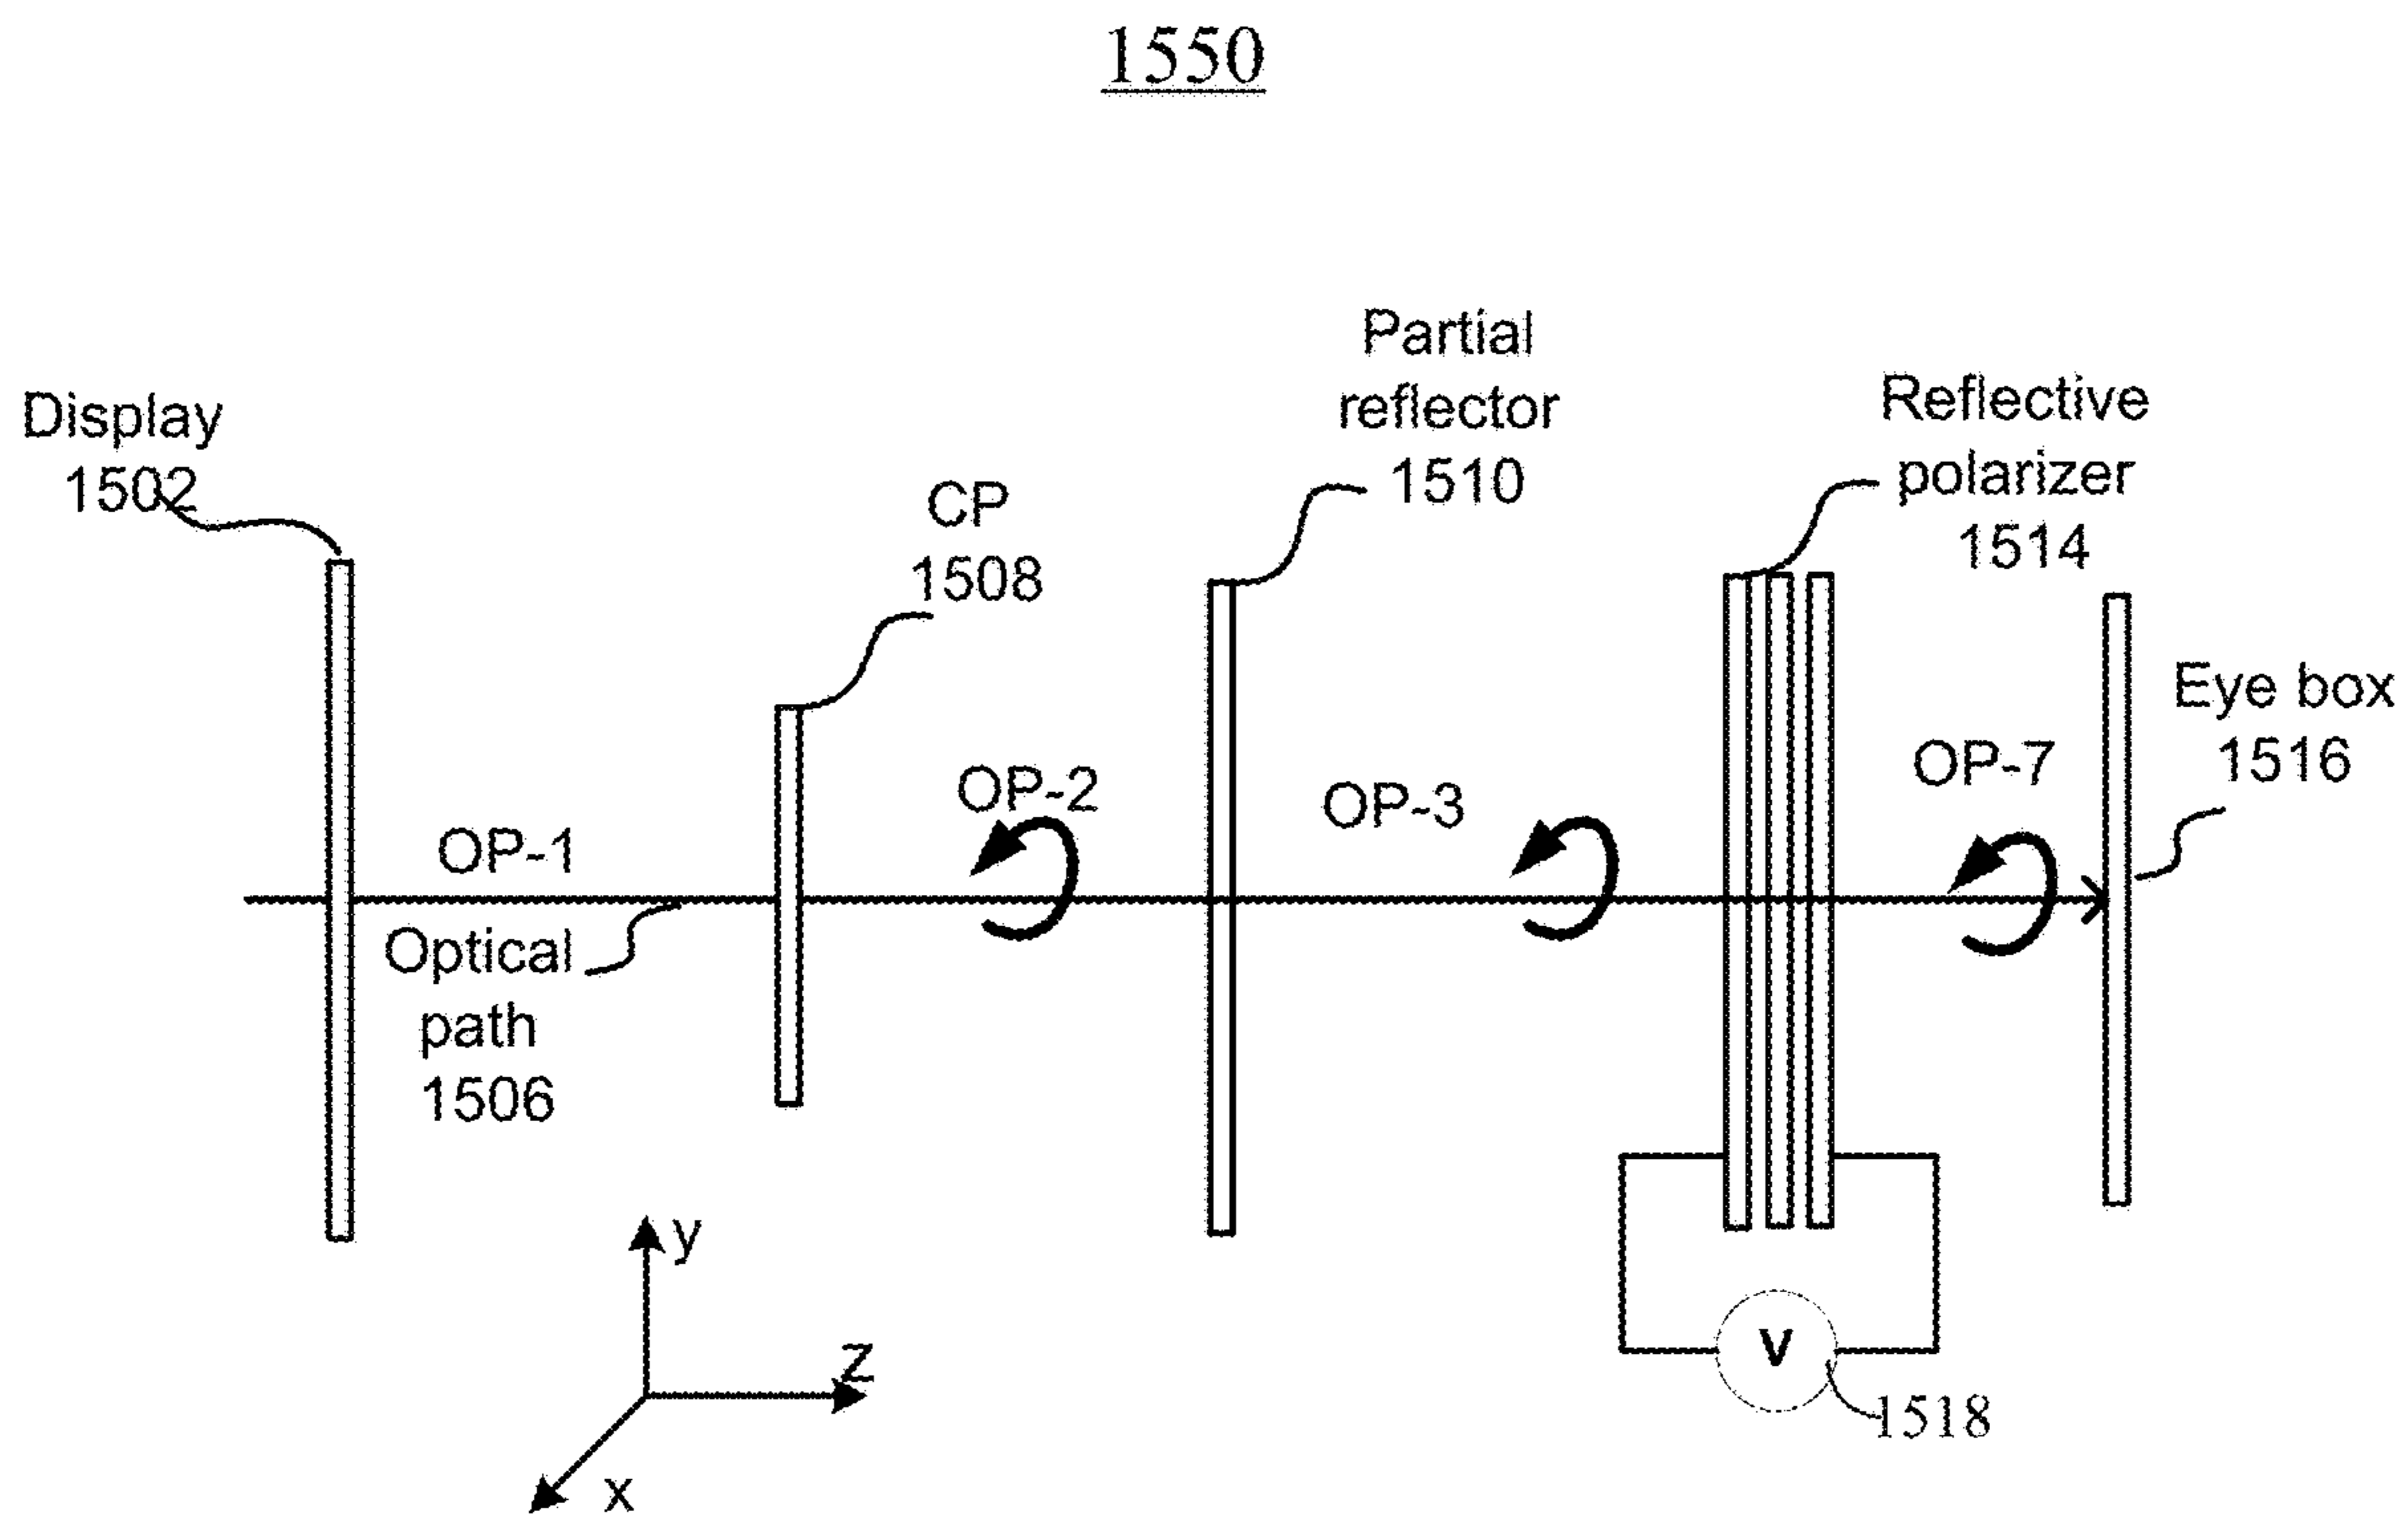 1550
Display
1502
CP
1508
Partial
reflector
1510
Reflective
polarizer
1514
Eye box
1516
OP-1
OP-2
OP-3
OP-7
Optical
path
1506
y
Z
x
V
1518